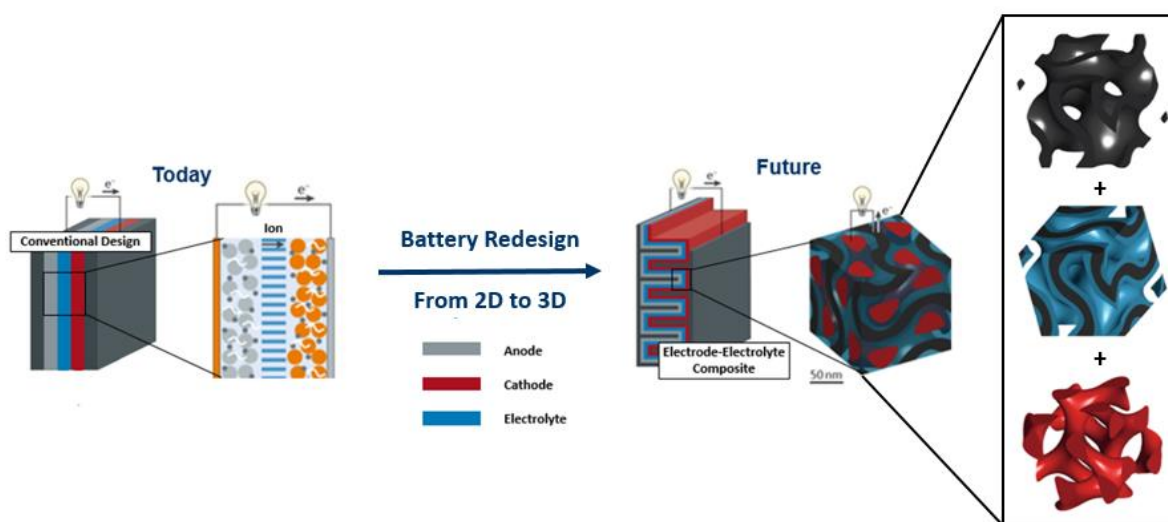 Today
e⁻
Conventional Design
e⁻
Ion
Battery Redesign
From 2D to 3D
Anode
Cathode
Electrolyte
Future
e⁻
e⁻
Electrode-Electrolyte
Composite
50 nm
+
+